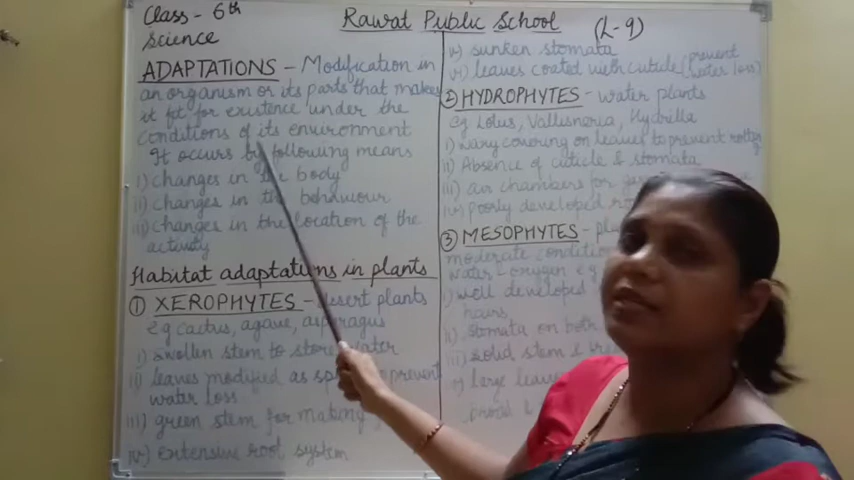 Class - 6th
Science
Rawat Public School
(L-9)
ADAPTATIONS - Modification in
an organism or its parts that makes
it fit for existence under the
conditions of its environment
It occurs by following means
i) changes in the body
ii) changes in the behaviour
iii) changes in the location of the
activity
Habitat adaptations in plants
① XEROPHYTES - desert plants
eg cactus, agave, asparagus
i) swollen stem to store water
ii) leaves modified as prevent
water loss
iii) green stem for making
iv) extensive root system
v) sunken stomata
vi) leaves coated with cuticle (prevent
water loss)
② HYDROPHYTES - water plants
eg Lotus, Vallisneria, Hydrilla
i) waxy covering on leaves to prevent
ii) Absence of cuticle & stomata
iii) air chambers for
iv) poorly developed
③ MESOPHYTES -
moderate
water - oxygen eg
i) well developed
hairs
ii) stomata on both
iii) solid stem &
large
broad